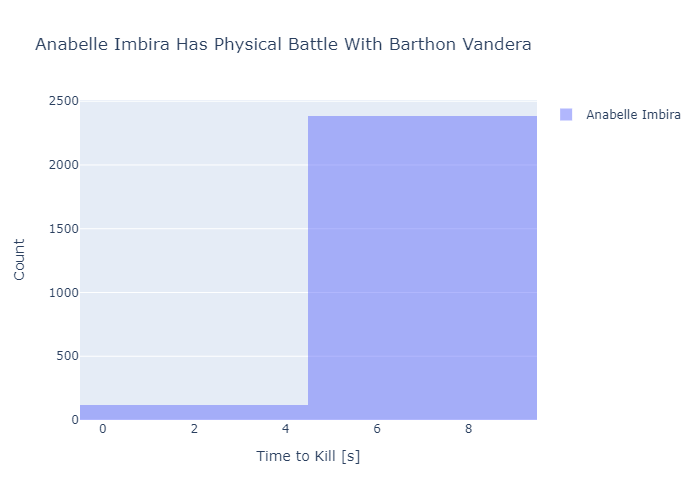 Anabelle Imbira Has Physical Battle With Barthon Vandera
2500
2000
1500
1000
500
0
Count
0 2 4 6 8
Time to Kill [s]
Anabelle Imbira